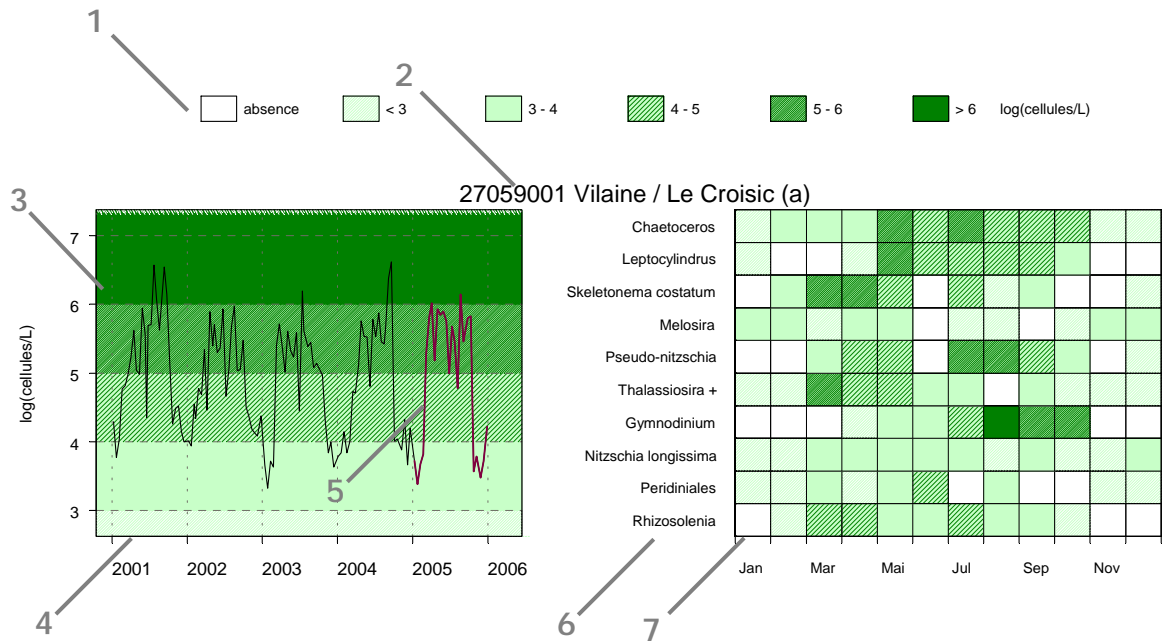 1
2
absence
< 3
3 - 4
4 - 5
5 - 6
> 6
log(cellules/L)
27059001 Vilaine / Le Croisic (a)
3
log(cellules/L)
7
6
5
4
3
5
2001
2002
2003
2004
2005
2006
4
Chaetoceros
Leptocylindrus
Skeletonema costatum
Melosira
Pseudo-nitzschia
Thalassiosira +
Gymnodinium
Nitzschia longissima
Peridiniales
Rhizosolenia
Jan
Mar
Mai
Jul
Sep
Nov
6
7